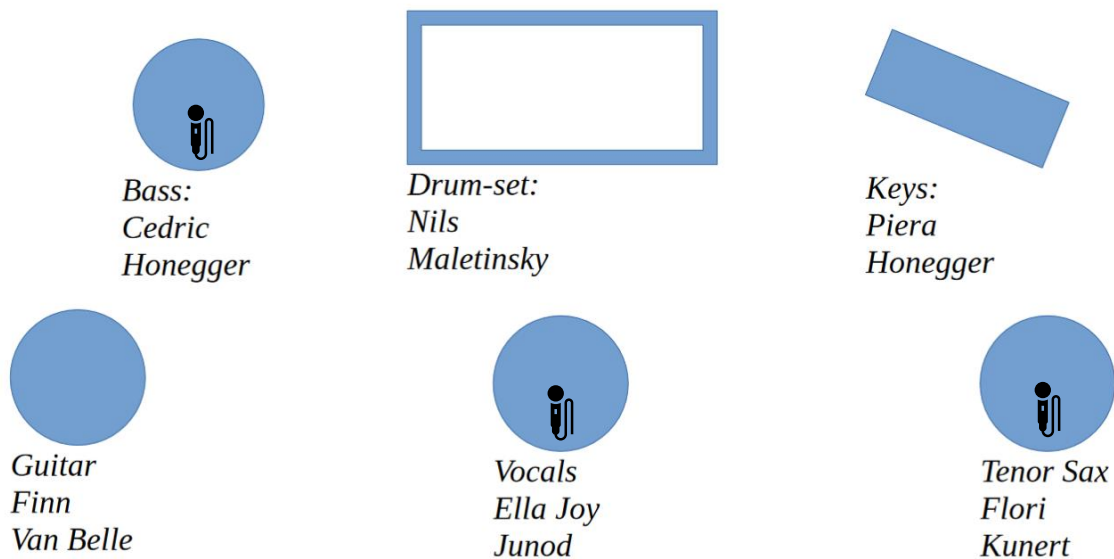 Bass:
Cedric
Honegger
Drum-set:
Nils
Maletinsky
Keys:
Piera
Honegger
Guitar
Finn
Van Belle
Vocals
Ella Joy
Junod
Tenor Sax
Flori
Kunert